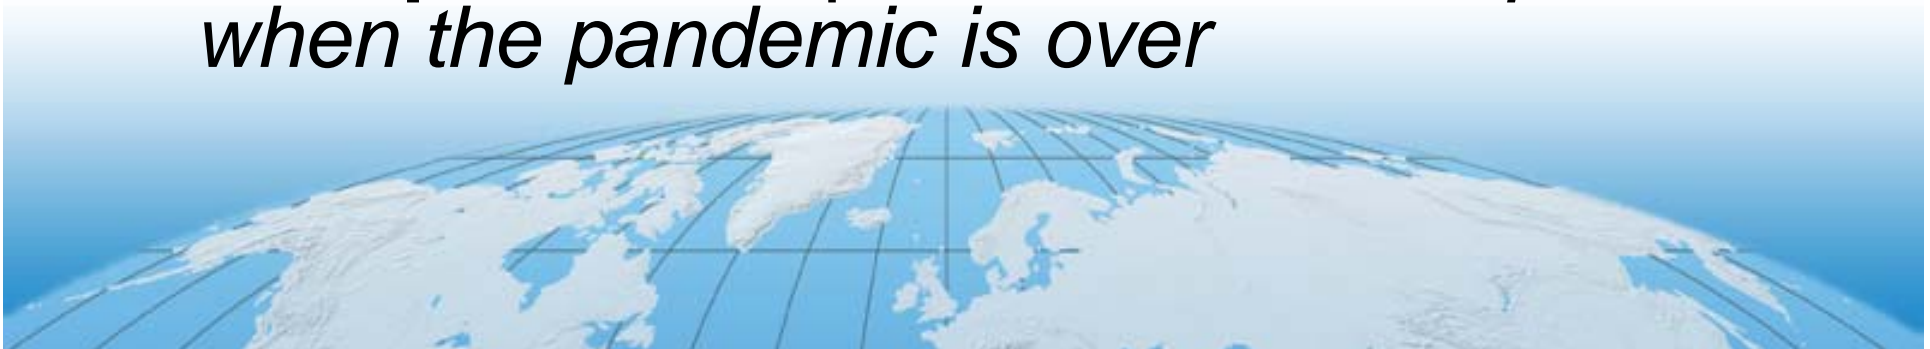 when the pandemic is over